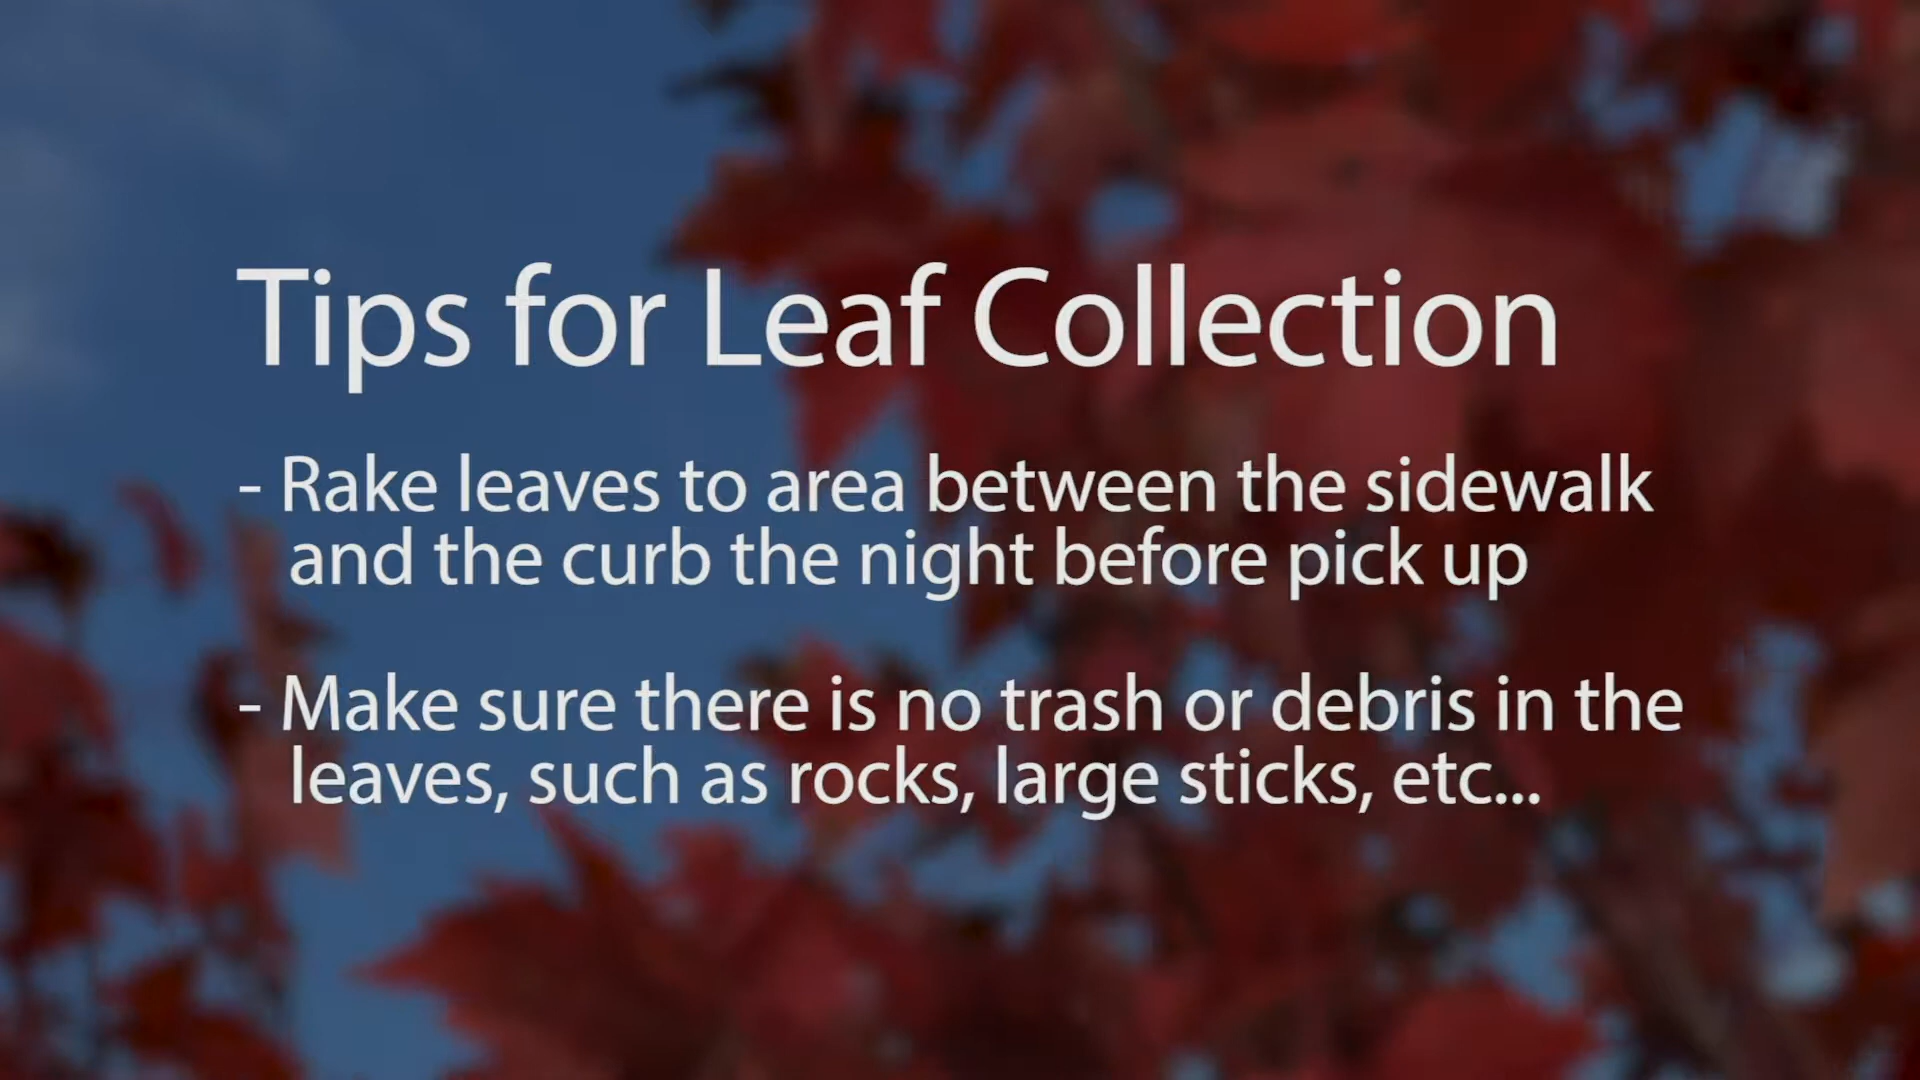 Tips for Leaf Collection
- Rake leaves to area between the sidewalk
and the curb the night before pick up
- Make sure there is no trash or debris in the
leaves, such as rocks, large sticks, etc...